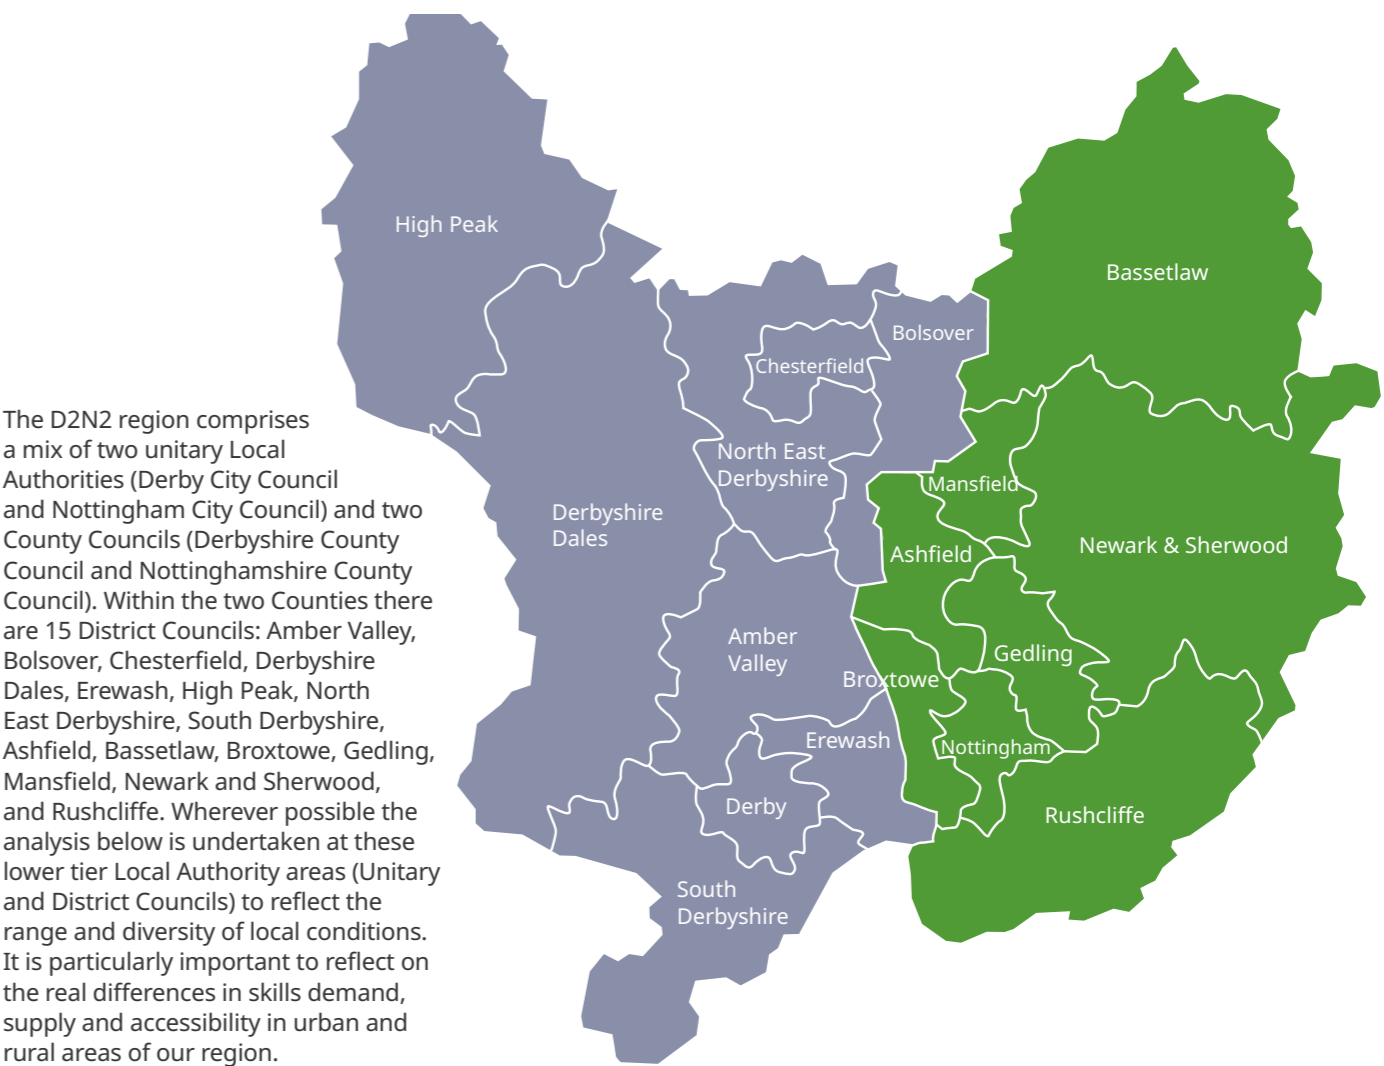 The D2N2 region comprises
a mix of two unitary Local
Authorities (Derby City Council
and Nottingham City Council) and two
County Councils (Derbyshire County
Council and Nottinghamshire County
Council). Within the two Counties there
are 15 District Councils: Amber Valley,
Bolsover, Chesterfield, Derbyshire
Dales, Erewash, High Peak, North
East Derbyshire, South Derbyshire,
Ashfield, Bassetlaw, Broxtowe, Gedling,
Mansfield, Newark and Sherwood,
and Rushcliffe. Wherever possible the
analysis below is undertaken at these
lower tier Local Authority areas (Unitary
and District Councils) to reflect the
range and diversity of local conditions.
It is particularly important to reflect on
the real differences in skills demand,
supply and accessibility in urban and
rural areas of our region.
High Peak
Bassetlaw
Bolsover
Chesterfield
North East
Derbyshire
Mansfield
Derbyshire
Dales
Ashfield
Newark & Sherwood
Amber
Valley
Gedling
Broxtowe
Erewash
Nottingham
Derby
Rushcliffe
South
Derbyshire